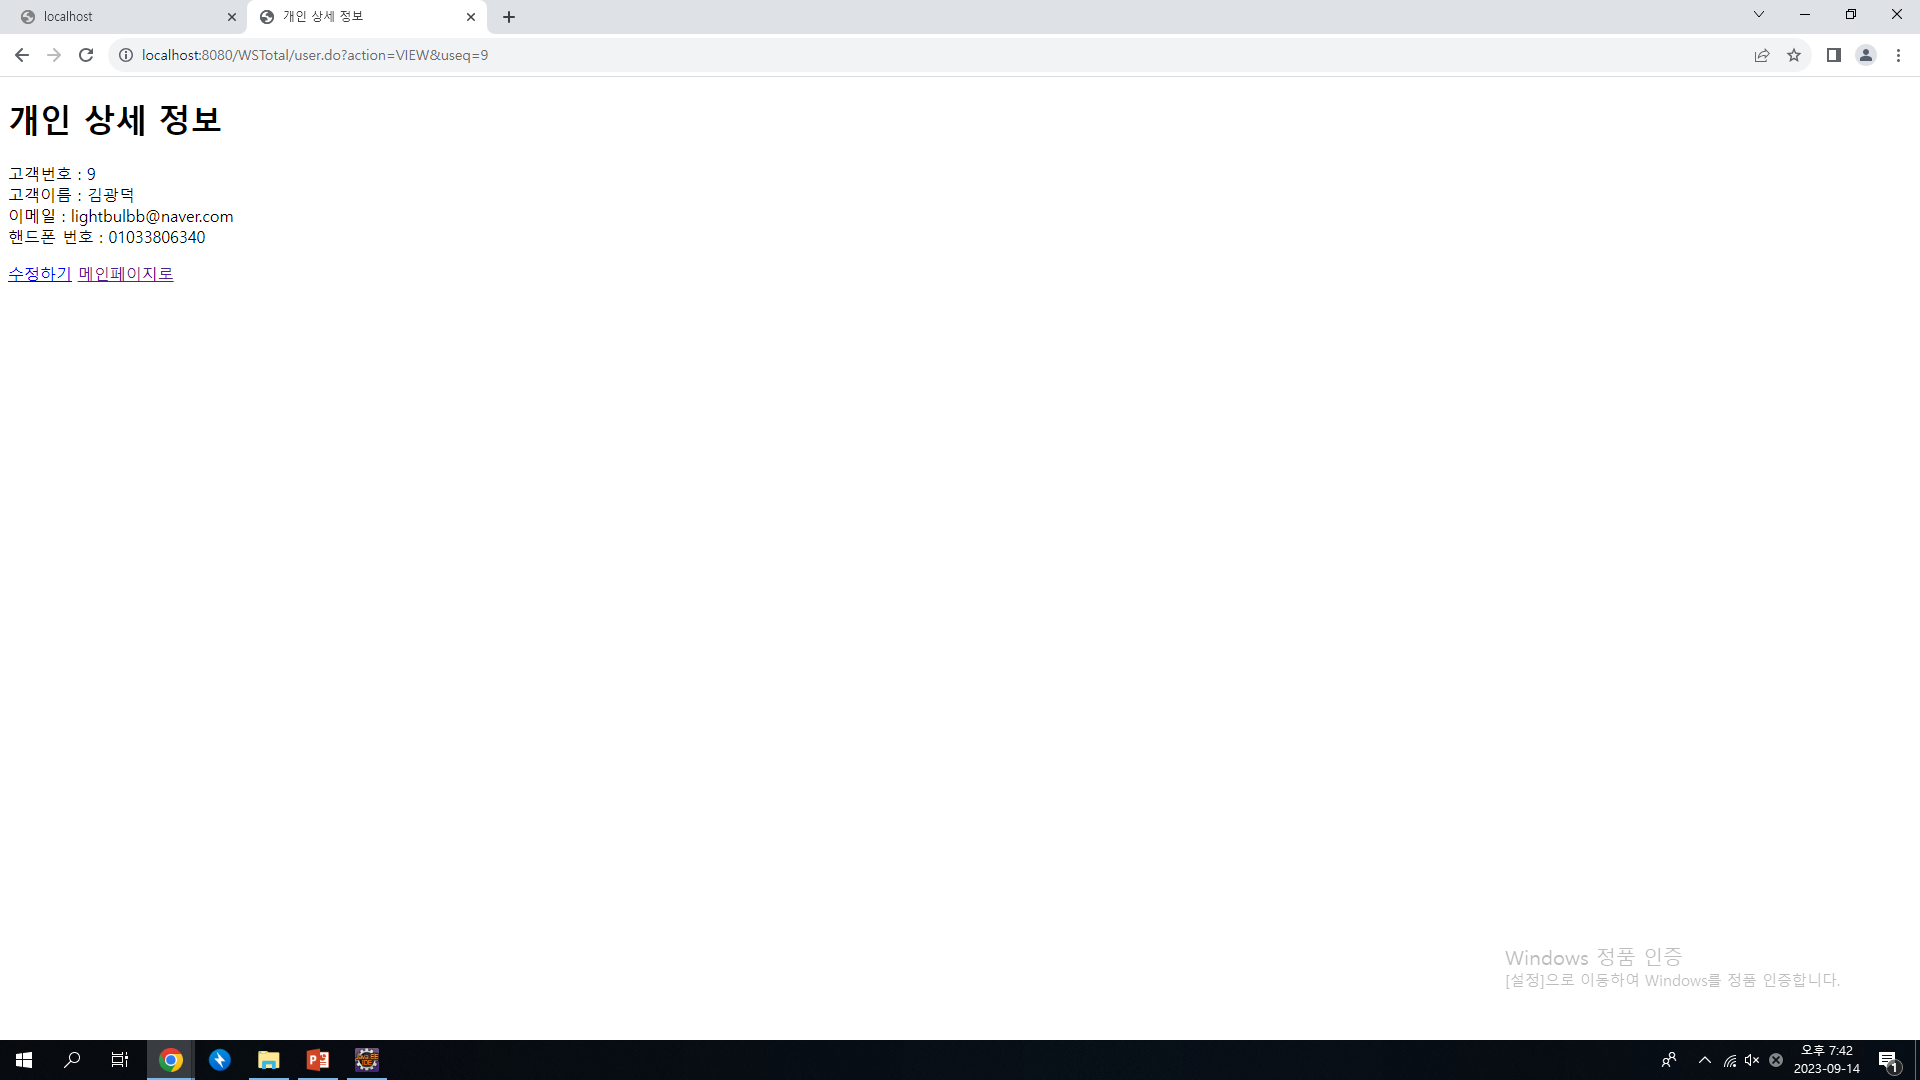 localhost
개인 상세 정보
localhost:8080/WSTotal/user.do?action=VIEW&useq=9
개인 상세 정보
고객번호 : 9
고객이름 : 김광덕
이메일 : lightbulbb@naver.com
핸드폰 번호 : 01033806340
수정하기 메인페이지로
Windows 정품 인증
[설정]으로 이동하여 Windows를 정품 인증합니다.
오후 7:42
2023-09-14
1